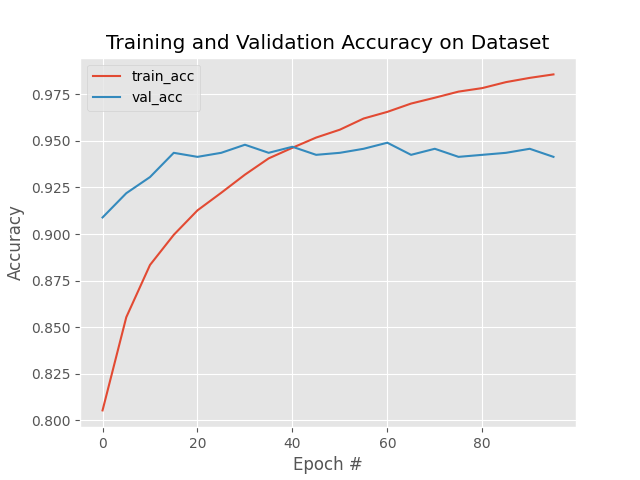 Training and Validation Accuracy on Dataset
train_acc
val_acc
0.975
0.950
0.925
0.900
0.875
0.850
0.825
0.800
Accuracy
0
20
40
60
80
Epoch #